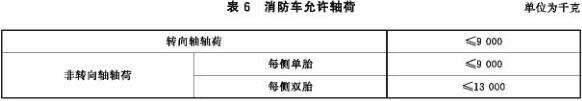 表 6 消防车允许轴荷 单位为千克
转向轴轴荷 ≤9 000
非转向轴轴荷 每侧单胎 ≤9 000
每侧双胎 ≤13 000